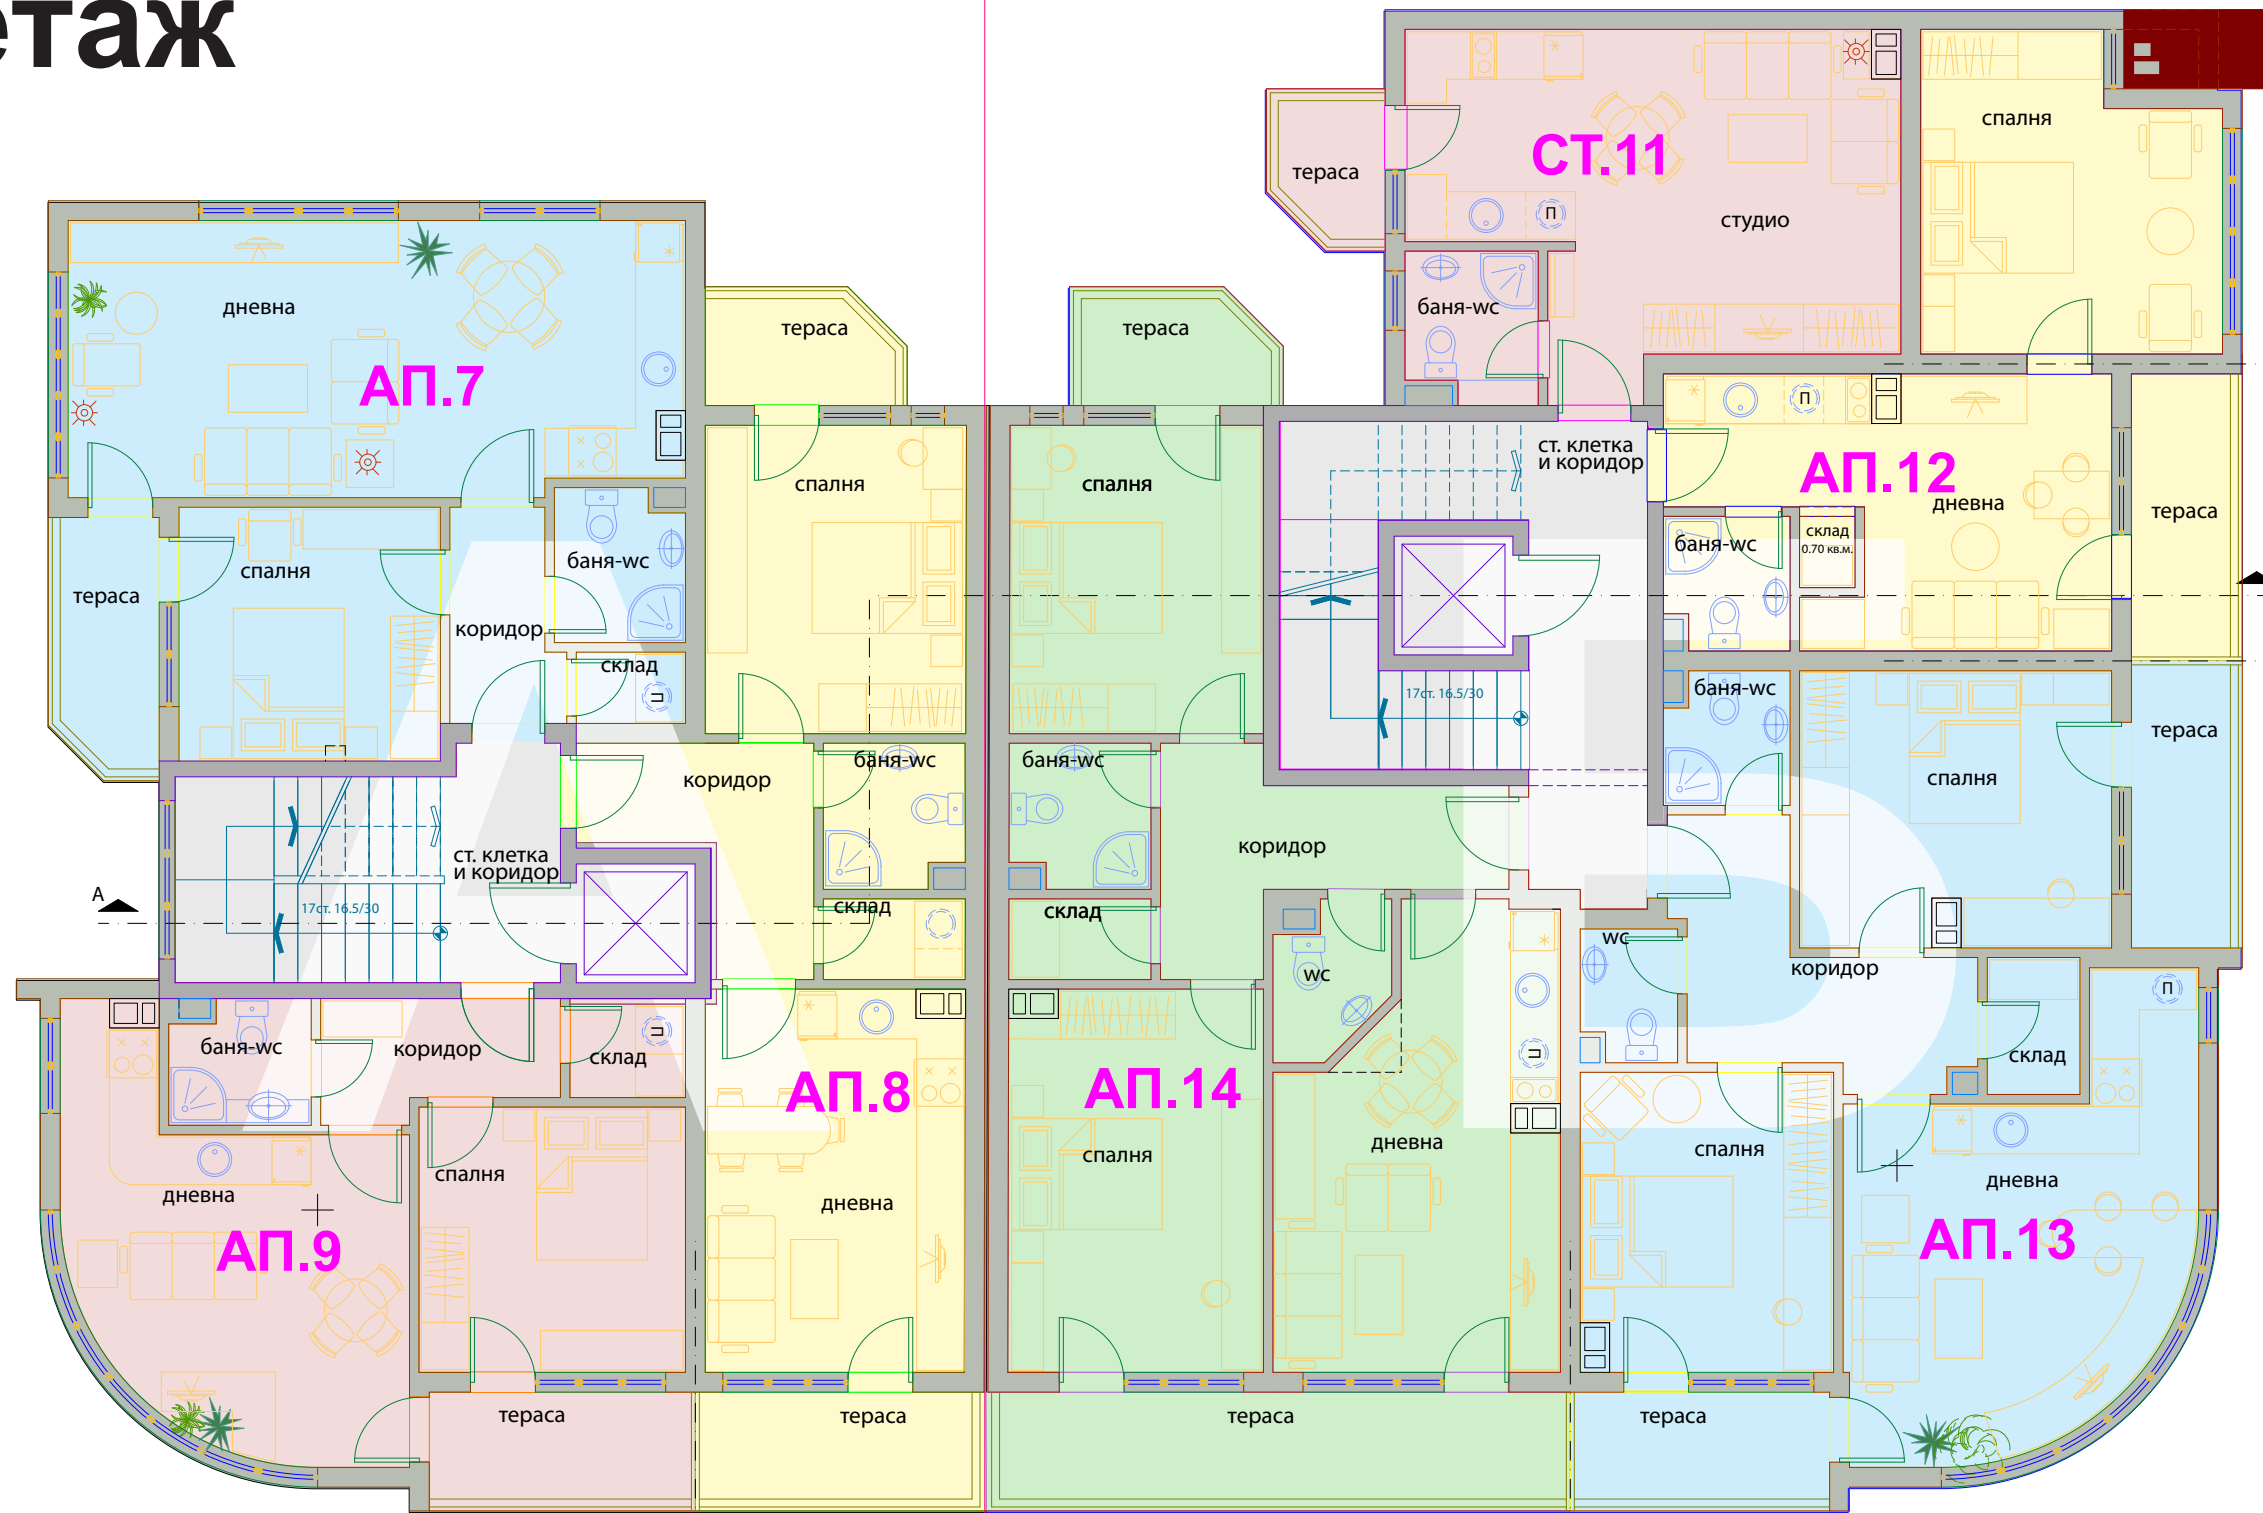 етаж
спалня
СТ.11
тераса
студио
баня-wc
П
дневна
АП.7
тераса
тераса
ст. клетка
и коридор
П
АП.12
дневна
тераса
спалня
спалня
баня-wc
склад
0.70 кв.м.
баня-wc
спалня
тераса
коридор
склад
П
17ст. 16.5/30
баня-wc
тераса
спалня
коридор
баня-wc
баня-wc
коридор
ст. клетка
и коридор
А
17ст. 16.5/30
склад
склад
wc
wc
коридор
П
баня-wc
коридор
склад
П
П
склад
АП.8
АП.14
дневна
спалня
спалня
дневна
спалня
дневна
дневна
АП.9
АП.13
тераса
тераса
тераса
тераса
А
Б